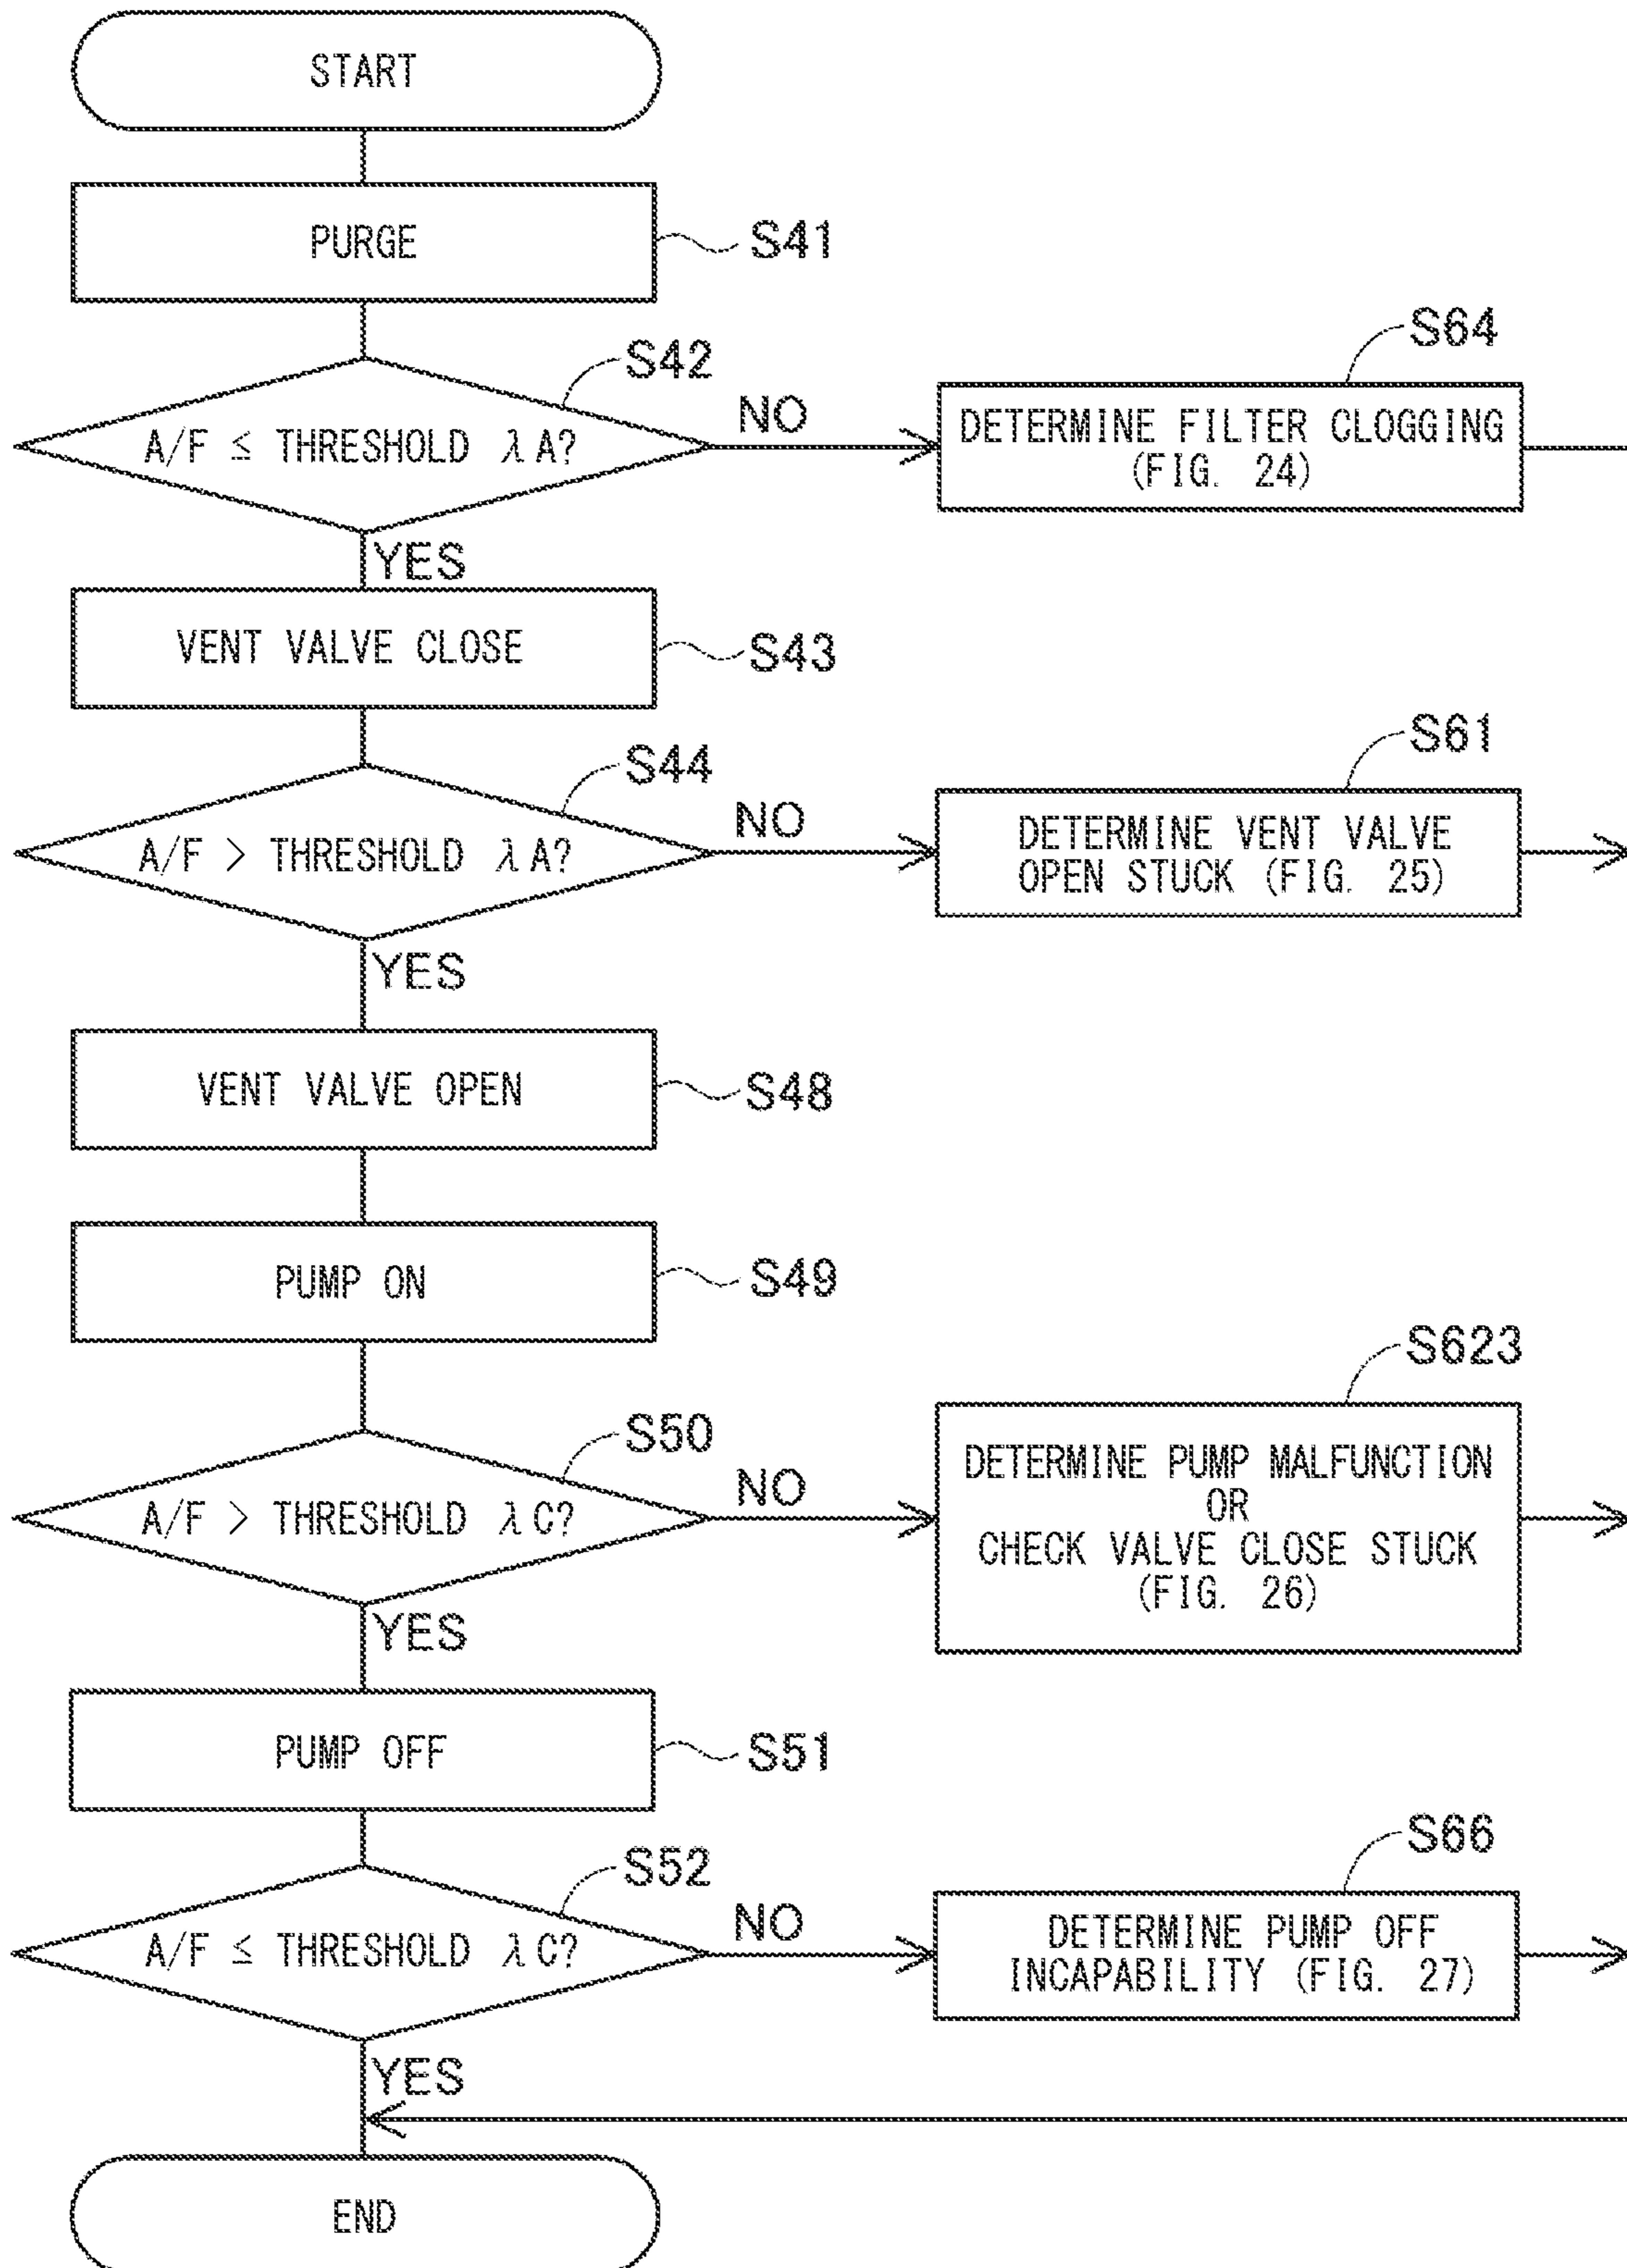 START
PURGE
S41
S42
A/F ≤ THRESHOLD λA?
NO
S64
DETERMINE FILTER CLOGGING
(FIG. 24)
YES
VENT VALVE CLOSE
S43
S44
A/F > THRESHOLD λA?
NO
S61
DETERMINE VENT VALVE
OPEN STUCK (FIG. 25)
YES
VENT VALVE OPEN
S48
PUMP ON
S49
S50
A/F > THRESHOLD λC?
NO
S623
DETERMINE PUMP MALFUNCTION
OR
CHECK VALVE CLOSE STUCK
(FIG. 26)
YES
PUMP OFF
S51
S52
A/F ≤ THRESHOLD λC?
NO
S66
DETERMINE PUMP OFF
INCAPABILITY (FIG. 27)
YES
END